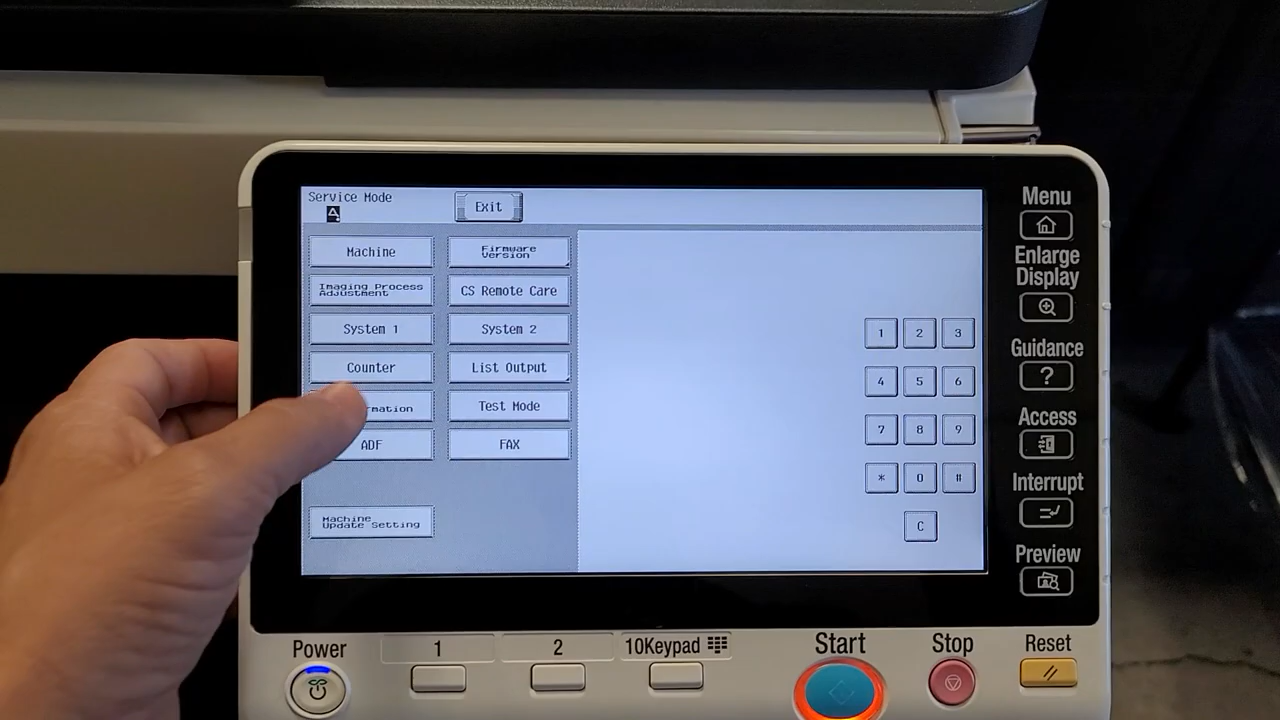 Service Mode
Exit
Machine
Firmware
Version
Imaging Process
Adjustment
CS Remote Care
System 1
System 2
Counter
List Output
Test Mode
ADF
FAX
Machine
Update Setting
1 2 3
4 5 6
7 8 9
* 0 #
C
Menu
Enlarge
Display
Guidance
?
Access
Interrupt
Preview
Power
1
2
10Keypad
Start
Stop
Reset